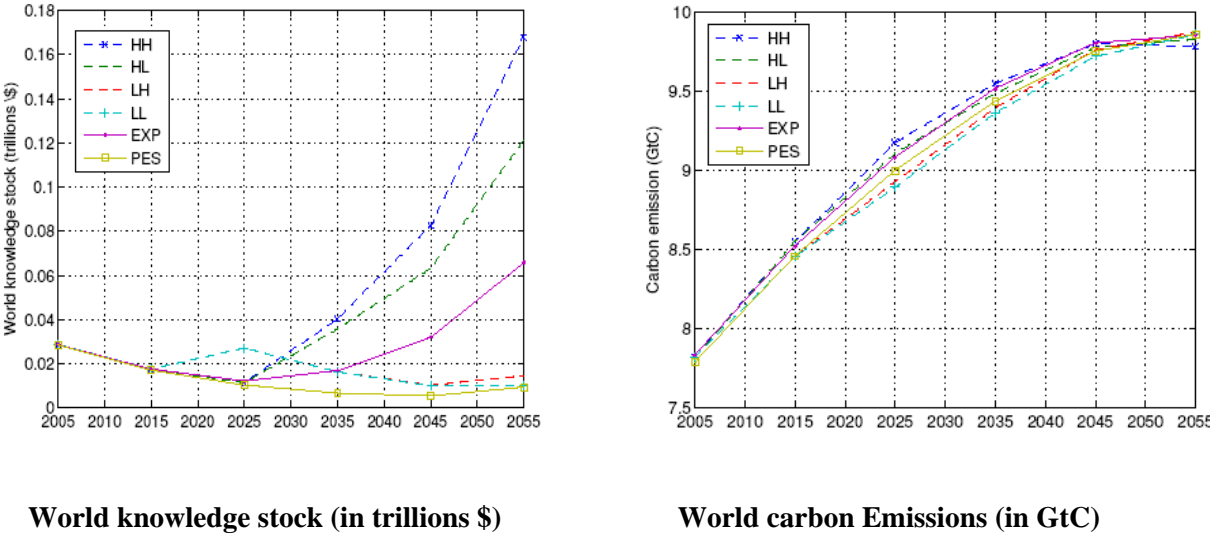 World knowledge stock (trillions \$)
0.18
0.16
0.14
0.12
0.1
0.08
0.06
0.04
0.02
0
HH
HL
LH
LL
EXP
PES
2005 2010 2015 2020 2025 2030 2035 2040 2045 2050 2055
Carbon emission (GtC)
10
9.5
9
8.5
8
7.5
HH
HL
LH
LL
EXP
PES
2005 2010 2015 2020 2025 2030 2035 2040 2045 2050 2055
World knowledge stock (in trillions $)
World carbon Emissions (in GtC)